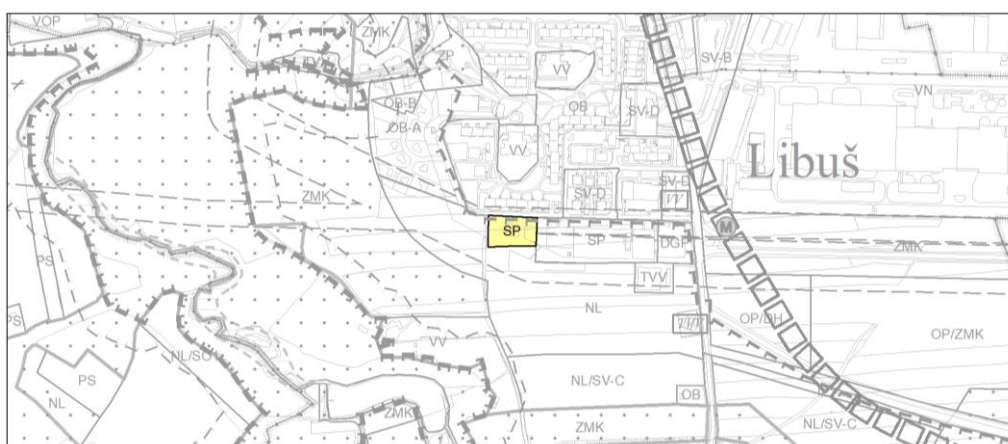 VOP
ZMK
ZP
VV
SV-B
VN
OB-B
OB-A
OB
SV-D
VV
Libuš
ZMK
SV-D
SV-D
VV
SP
SP
DGP
M
ZMK
PS
TVV
NL
PS
OP/DH
OP/ZMK
VV
NL/SO
PS
NL/SV-C
OB
NL
ZMK
ZMK
NL/SV-C